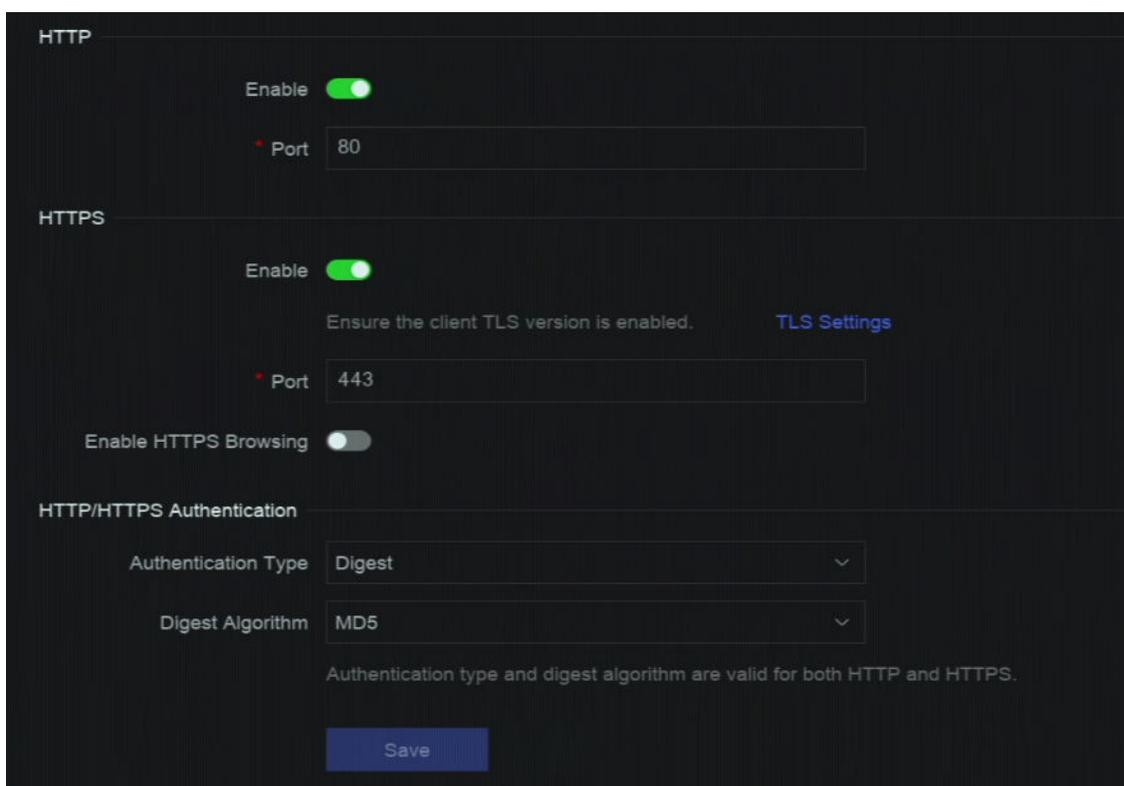 HTTP
Enable
* Port 80
HTTPS
Enable
Ensure the client TLS version is enabled. TLS Settings
* Port 443
Enable HTTPS Browsing
HTTP/HTTPS Authentication
Authentication Type Digest
Digest Algorithm MD5
Authentication type and digest algorithm are valid for both HTTP and HTTPS.
Save